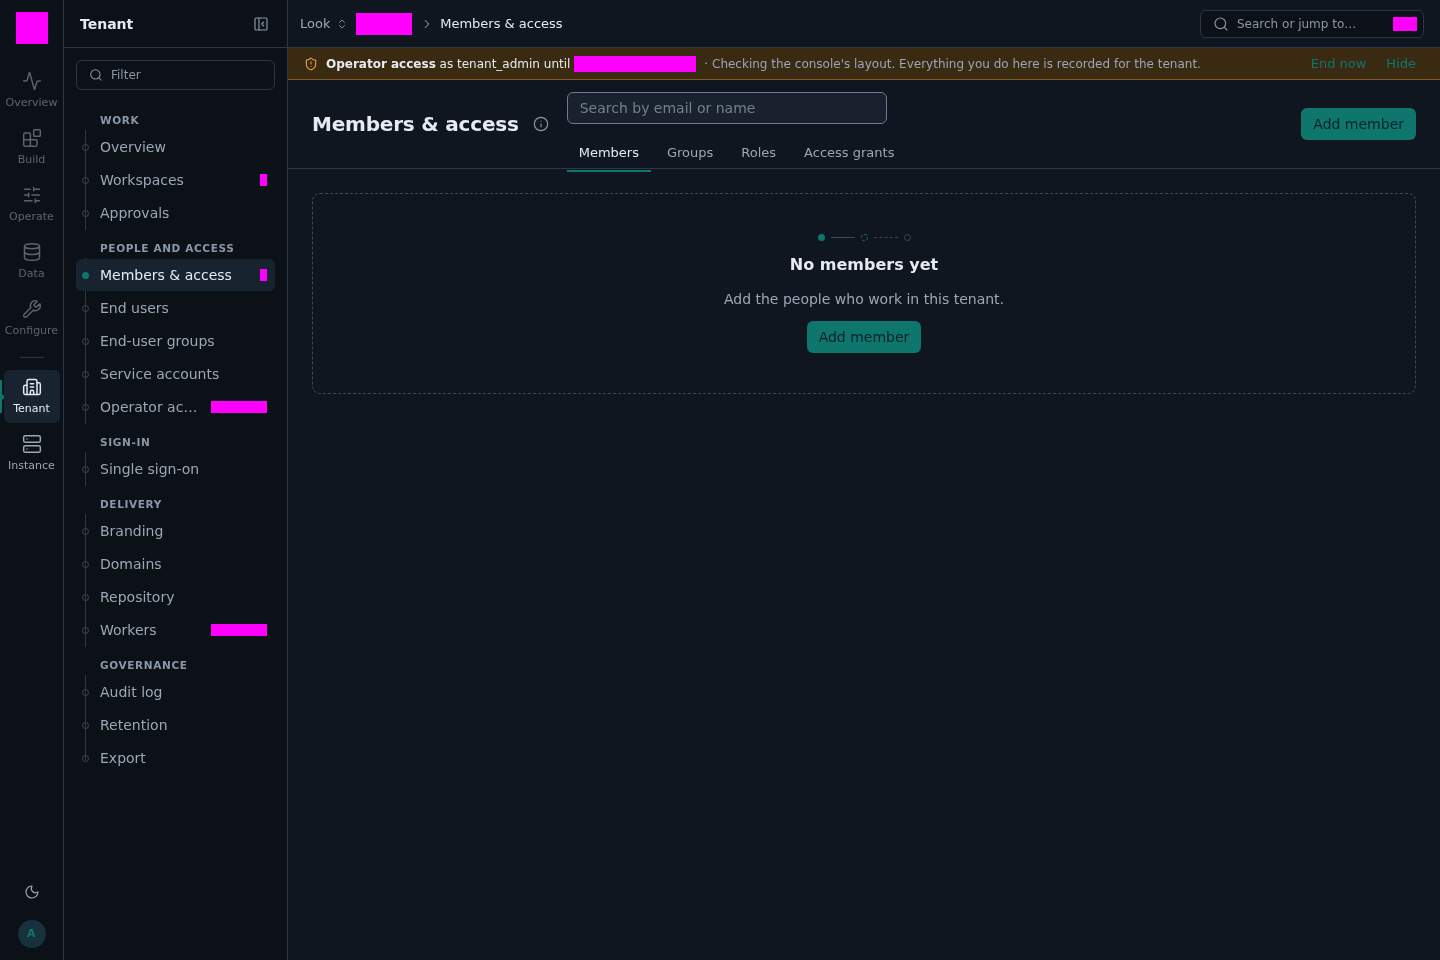 Tenant
Look
Members & access
Search or jump to…
Filter
Operator access as tenant_admin until
· Checking the console's layout. Everything you do here is recorded for the tenant.
End now
Hide
Overview
Build
Operate
Data
Configure
Tenant
Instance
A
WORK
Overview
Workspaces
Approvals
PEOPLE AND ACCESS
Members & access
End users
End-user groups
Service accounts
Operator ac…
SIGN-IN
Single sign-on
DELIVERY
Branding
Domains
Repository
Workers
GOVERNANCE
Audit log
Retention
Export
Members & access
Search by email or name
Add member
Members
Groups
Roles
Access grants
No members yet
Add the people who work in this tenant.
Add member